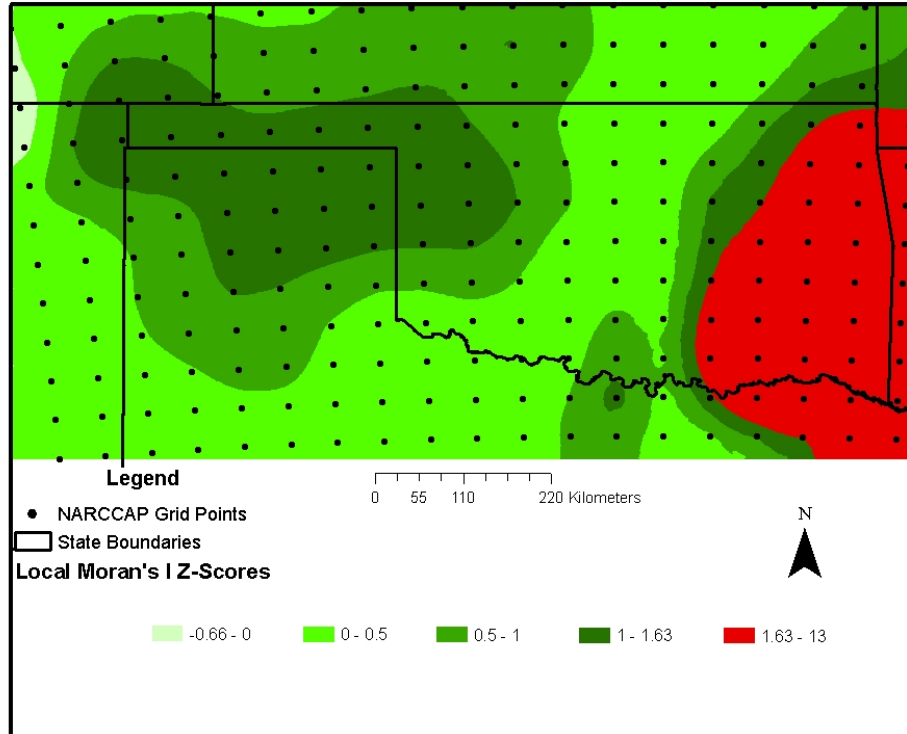 Legend
0 55 110 220 Kilometers
NARCCAP Grid Points
N
State Boundaries
Local Moran's I Z-Scores
-0.66 - 0 0 - 0.5 0.5 - 1 1 - 1.63 1.63 - 13